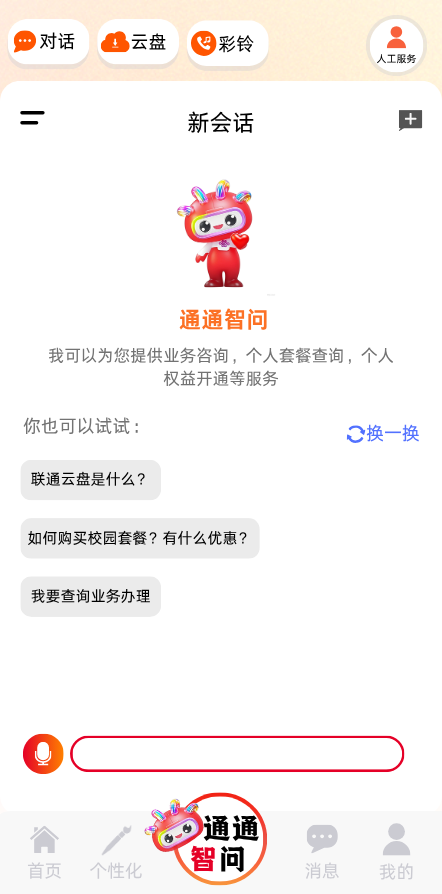 对话 云盘 彩铃 人工服务
新会话
通通智问
我可以为您提供业务咨询，个人套餐查询，个人
权益开通等服务
你也可以试试：
换一换
联通云盘是什么？
如何购买校园套餐？有什么优惠？
我要查询业务办理
通通
智问
首页 个性化 消息 我的